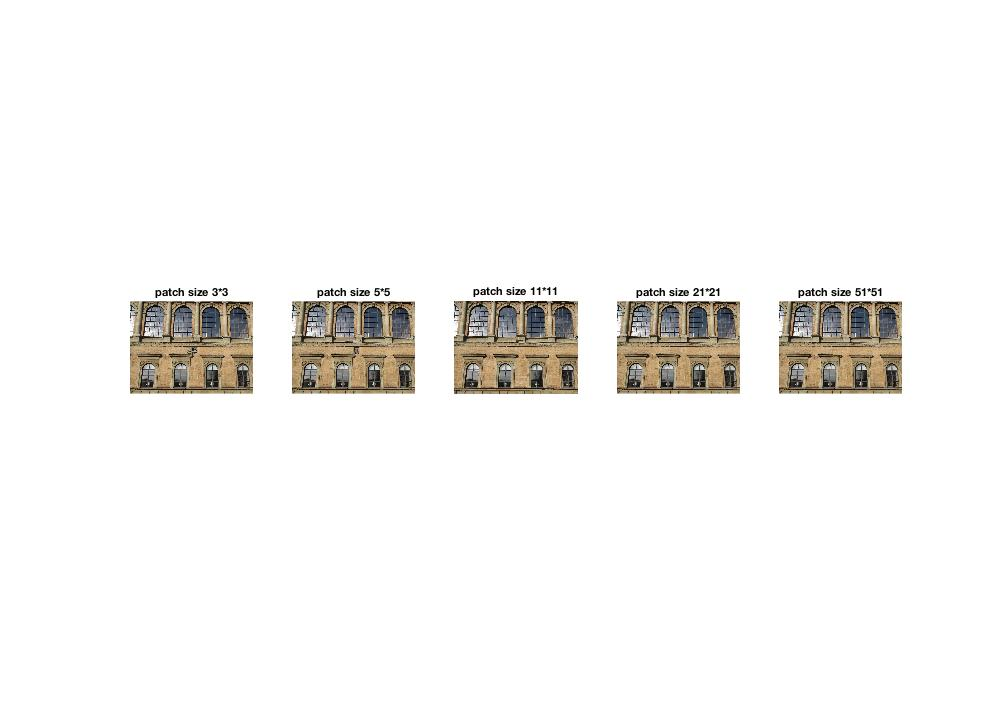 patch size 3*3
patch size 5*5
patch size 11*11
patch size 21*21
patch size 51*51